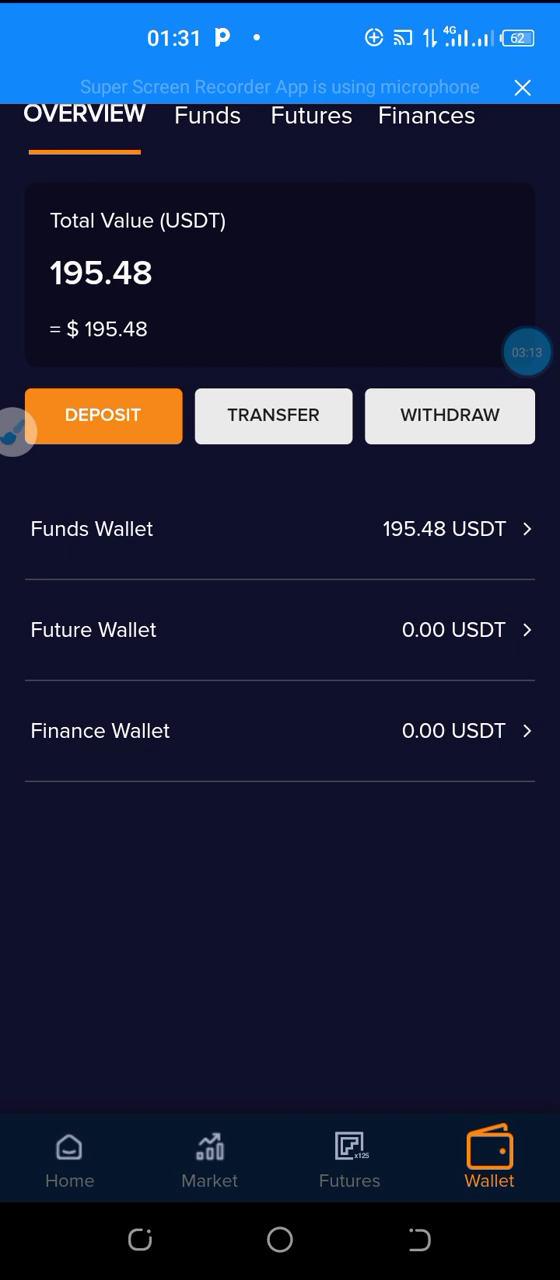 01:31 4G 62
Super Screen Recorder App is using microphone
OVERVIEW Funds Futures Finances
Total Value (USDT)
195.48
= $ 195.48
03:13
DEPOSIT TRANSFER WITHDRAW
Funds Wallet 195.48 USDT
Future Wallet 0.00 USDT
Finance Wallet 0.00 USDT
x125
Home Market Futures Wallet